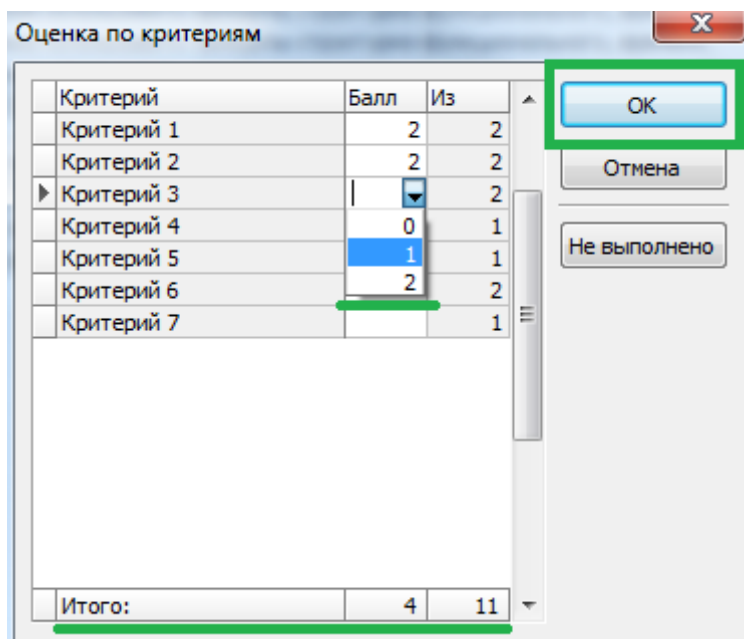 Оценка по критериям
Критерий Балл Из
Критерий 1 2 2
Критерий 2 2 2
Критерий 3 2
Критерий 4 0 1
Критерий 5 1 1
Критерий 6 2 2
Критерий 7 1
Итого: 4 11
ОК
Отмена
Не выполнено